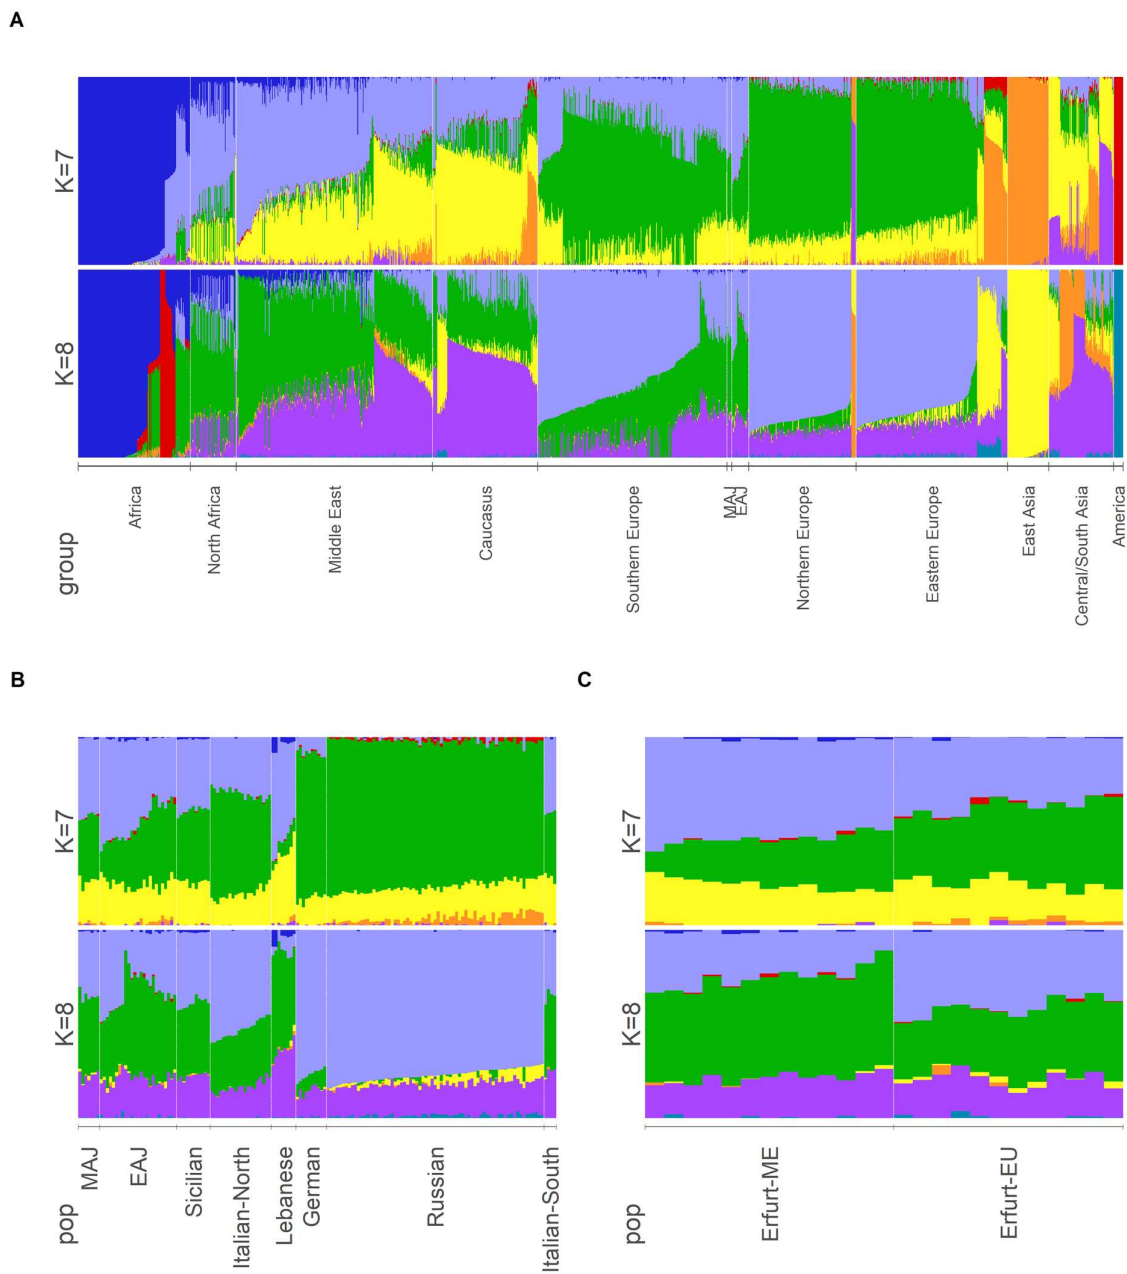 A
K=7
K=8
group
Africa
North Africa
Middle East
Caucasus
Southern Europe
MAJ
EAJ
Northern Europe
Eastern Europe
East Asia
Central/South Asia
America
B
K=7
K=8
pop
MAJ
EAJ
Sicilian
Italian-North
Lebanese
German
Russian
Italian-South
C
K=7
K=8
pop
Erfurt-ME
Erfurt-EU